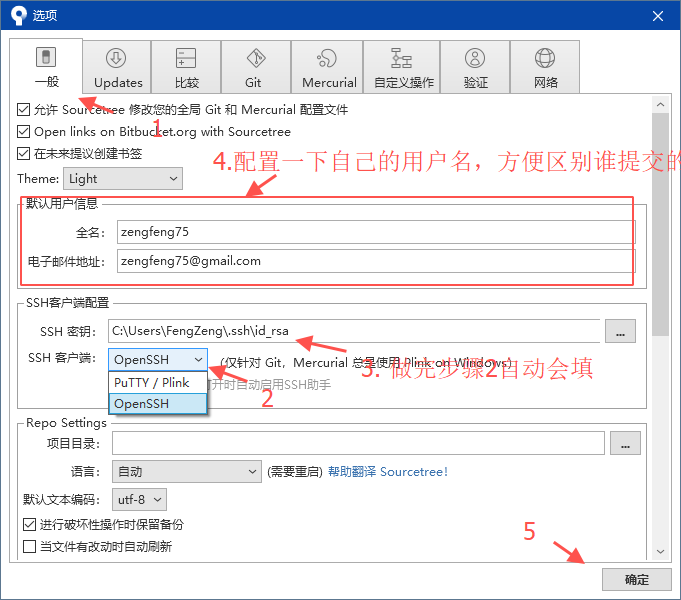 选项
一般
Updates
比较
Git
Mercurial
自定义操作
验证
网络
允许 Sourcetree 修改您的全局 Git 和 Mercurial 配置文件
1
Open links on Bitbucket.org with Sourcetree
在未来提议创建书签
4.配置一下自己的用户名，方便区别谁提交的
Theme: Light
默认用户信息
全名: zengfeng75
电子邮件地址: zengfeng75@gmail.com
SSH客户端配置
SSH 密钥: C:\Users\FengZeng\.ssh\id_rsa ...
SSH 客户端: OpenSSH (仅针对 Git，Mercurial 总是使用 Plink on Windows)
3. 做完步骤2自动会填
PuTTY / Plink
打开时自动启用SSH助手
OpenSSH
2
Repo Settings
项目目录: ...
语言: 自动 (需要重启) 帮助翻译 Sourcetree!
默认文本编码: utf-8
进行破坏性操作时保留备份
5
当文件有改动时自动刷新
确定